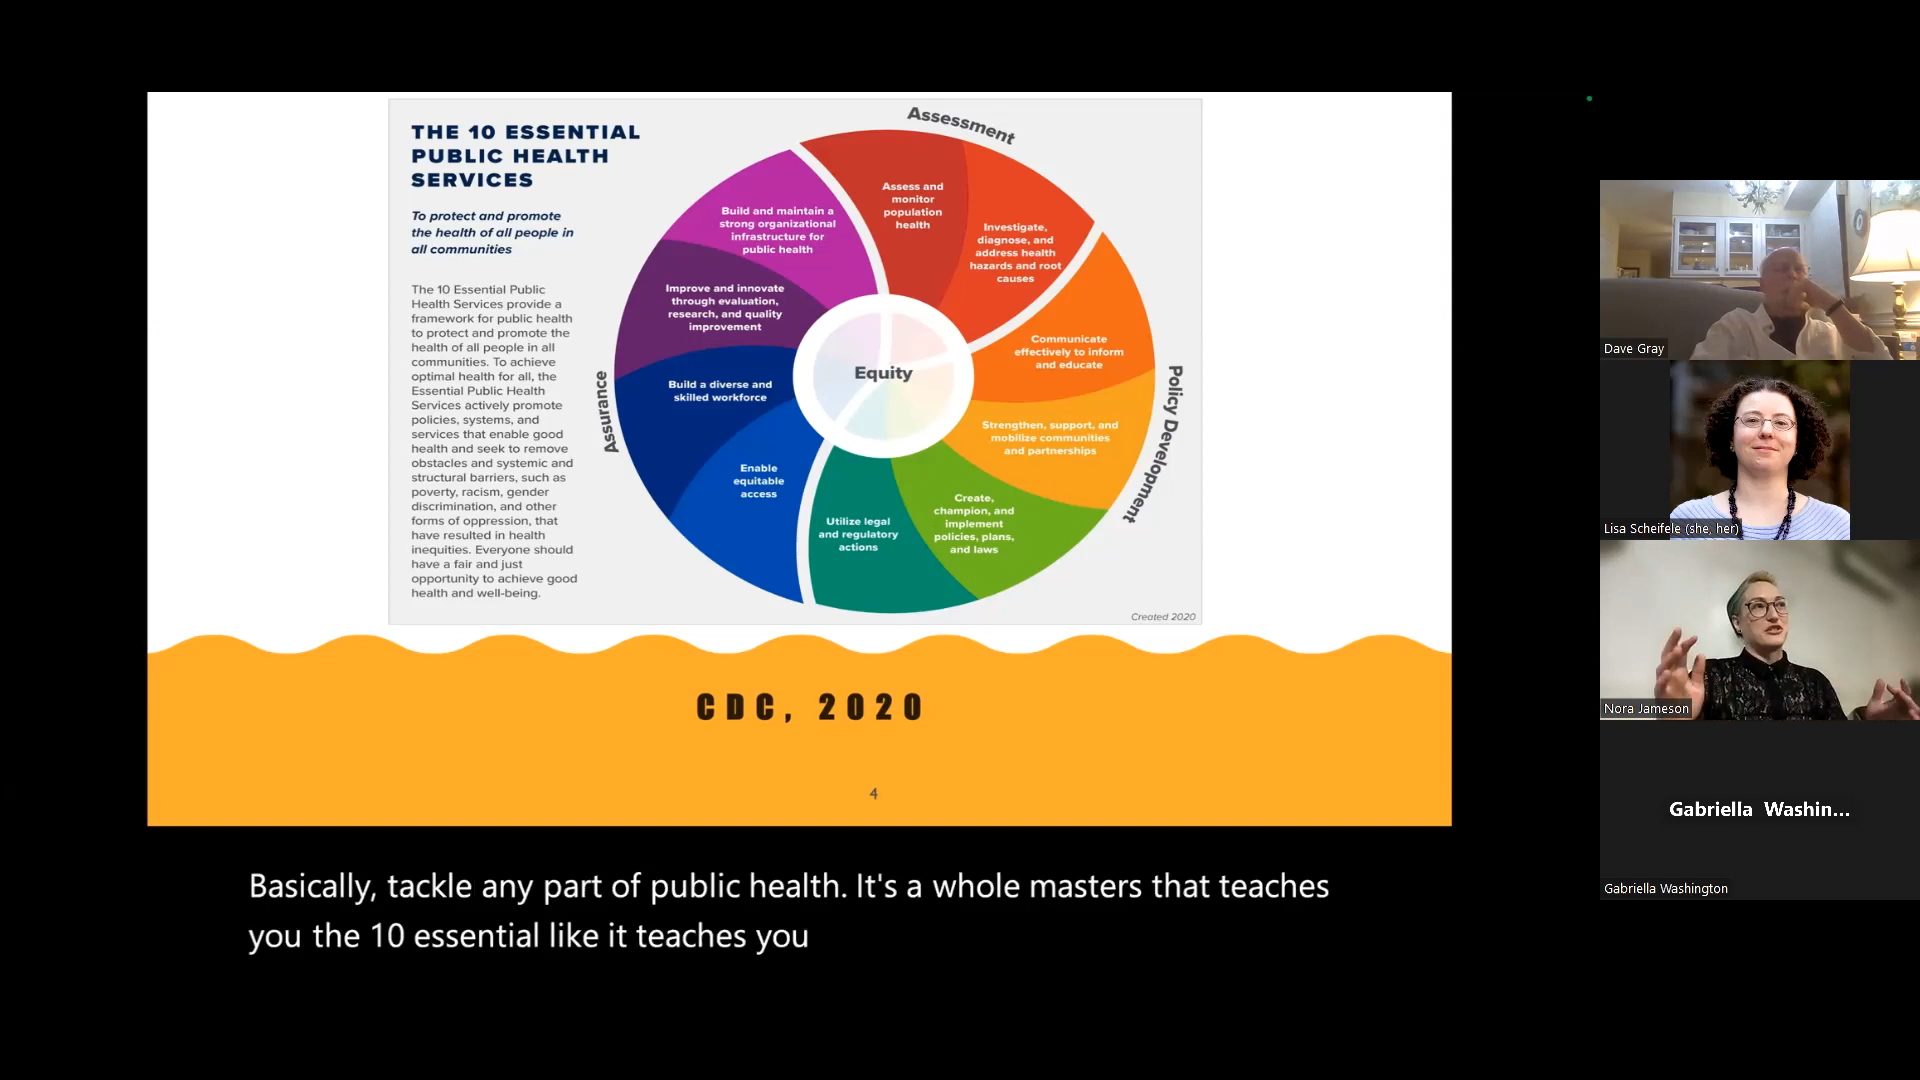 THE 10 ESSENTIAL
PUBLIC HEALTH
SERVICES
To protect and promote
the health of all people in
all communities
The 10 Essential Public
Health Services provide a
framework for public health
to protect and promote the
health of all people in all
communities. To achieve
optimal health for all, the
Essential Public Health
Services actively promote
policies, systems, and
services that enable good
health and seek to remove
obstacles and systemic and
structural barriers, such as
poverty, racism, gender
discrimination, and other
forms of oppression, that
have resulted in health
inequities. Everyone should
have a fair and just
opportunity to achieve good
health and well-being.
Assessment
Assess and
monitor
population
health
Investigate,
diagnose, and
address health
hazards and root
causes
Policy Development
Communicate
effectively to inform
and educate
Strengthen, support, and
mobilize communities
and partnerships
Create,
champion, and
implement
policies, plans,
and laws
Utilize legal
and regulatory
actions
Assurance
Enable
equitable
access
Build a diverse and
skilled workforce
Improve and innovate
through evaluation,
research, and quality
improvement
Build and maintain a
strong organizational
infrastructure for
public health
Equity
Created 2020
CDC, 2020
4
Basically, tackle any part of public health. It's a whole masters that teaches
you the 10 essential like it teaches you
Dave Gray
Lisa Scheifele (she, her)
Nora Jameson
Gabriella Washin...
Gabriella Washington